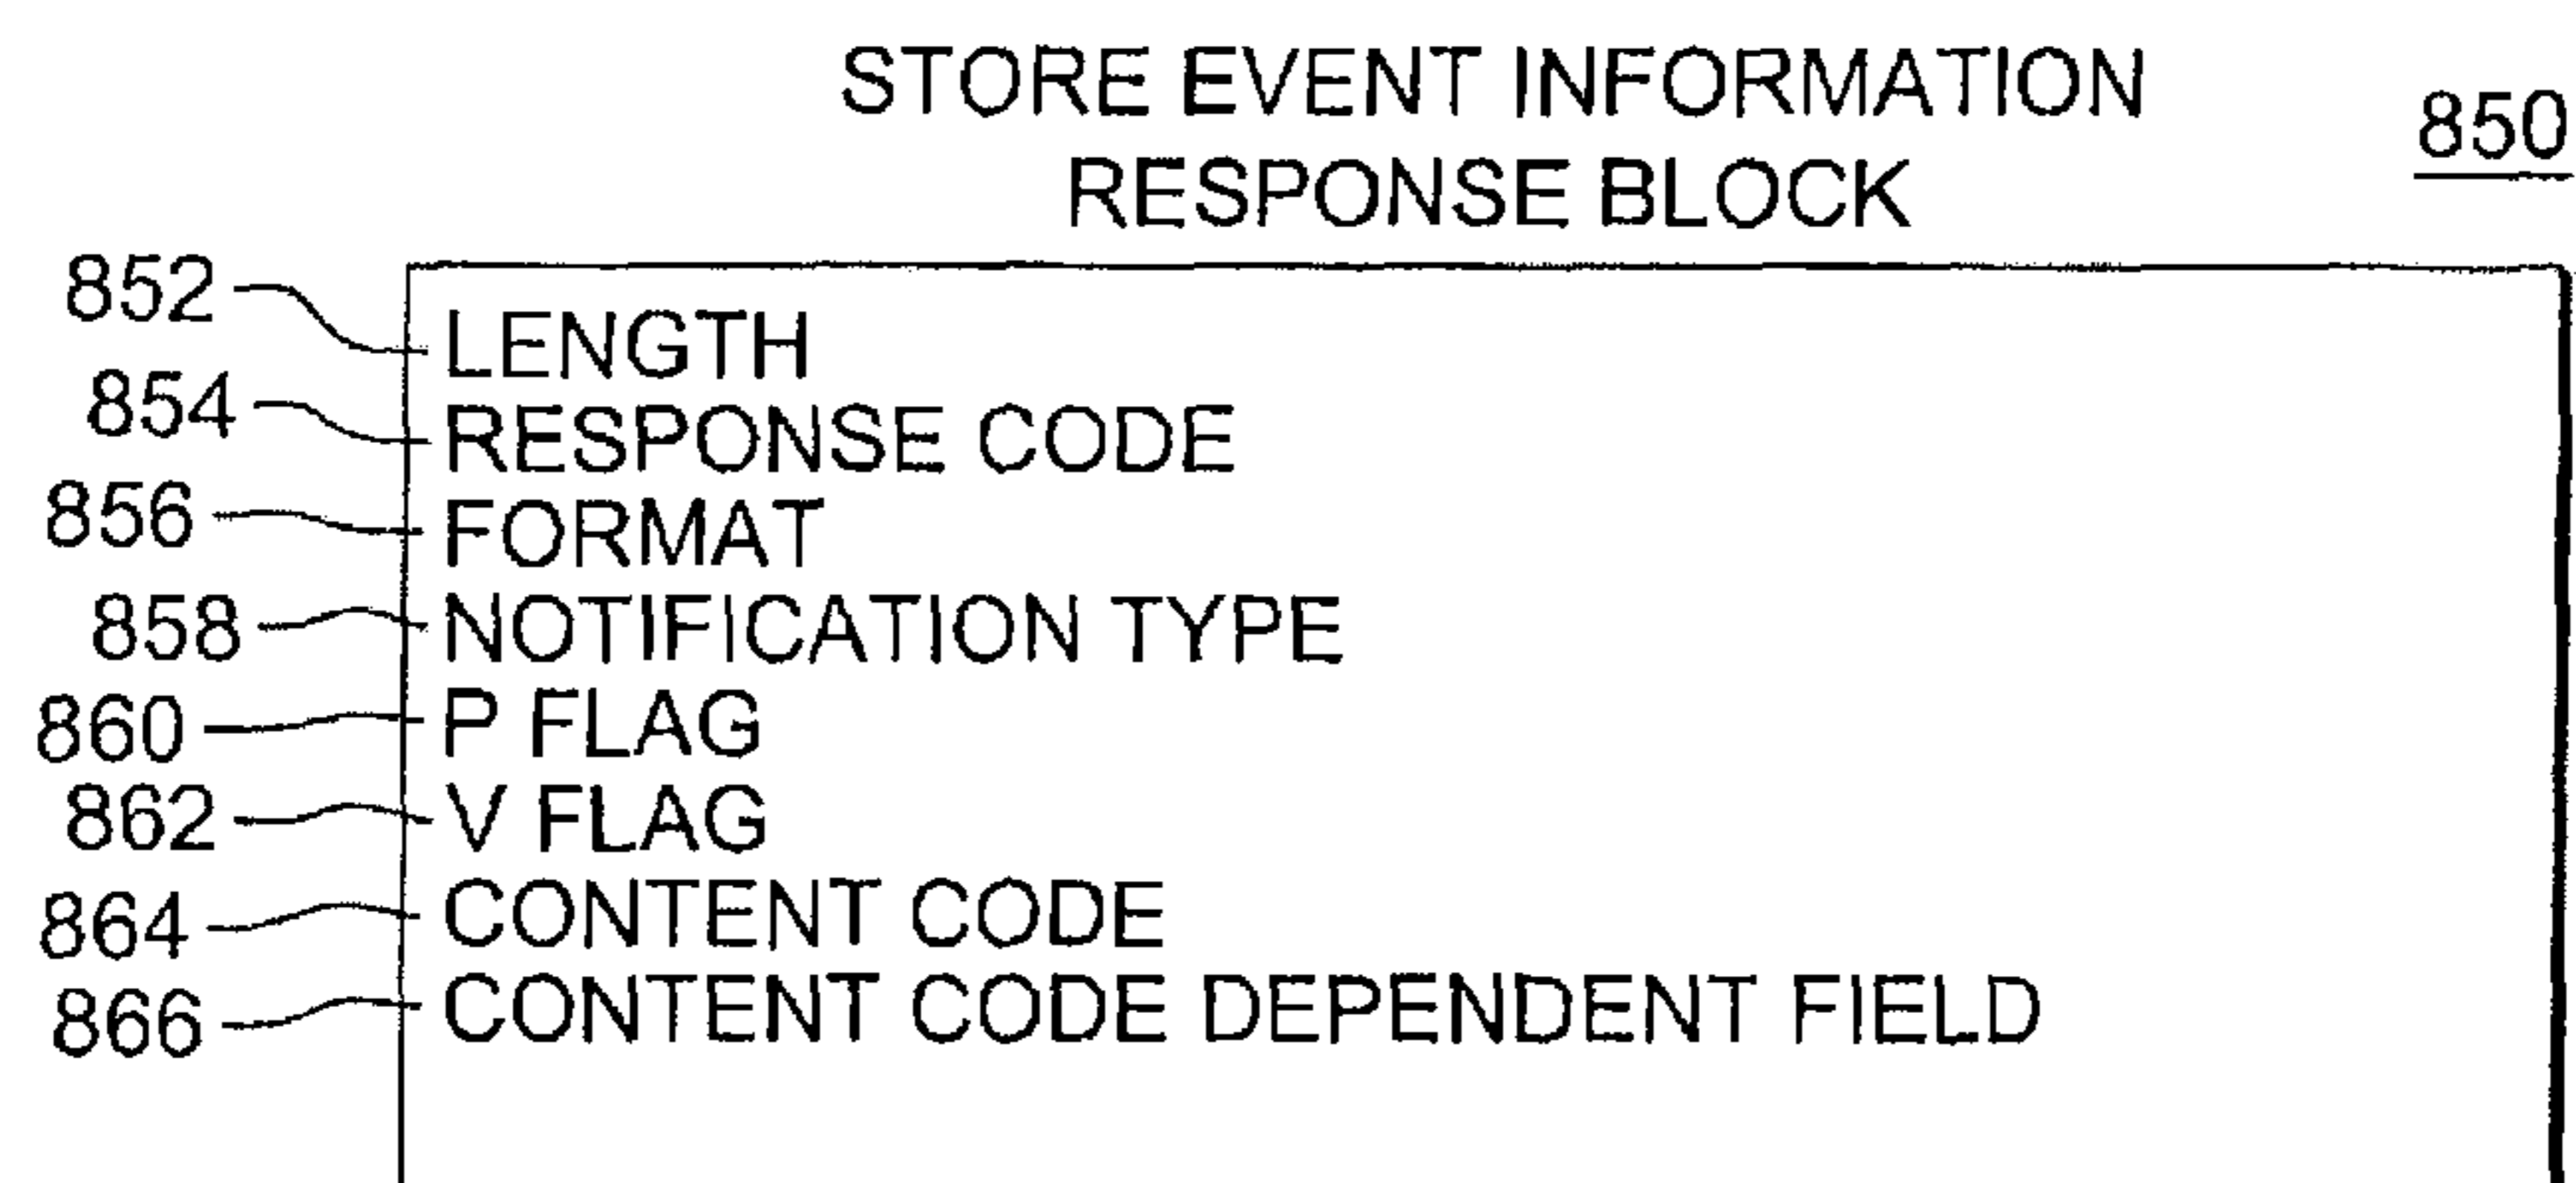 STORE EVENT INFORMATION
RESPONSE BLOCK
850
852 LENGTH
854 RESPONSE CODE
856 FORMAT
858 NOTIFICATION TYPE
860 P FLAG
862 V FLAG
864 CONTENT CODE
866 CONTENT CODE DEPENDENT FIELD